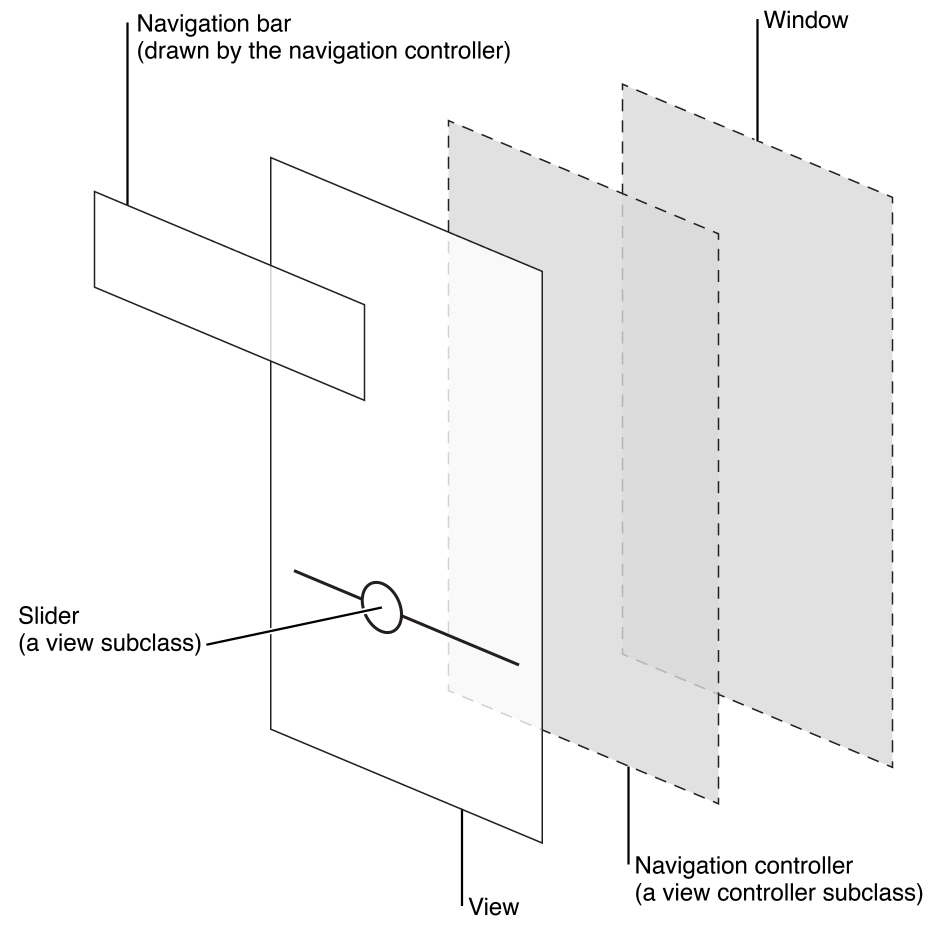 Navigation bar
(drawn by the navigation controller)
Window
Slider
(a view subclass)
Navigation controller
(a view controller subclass)
View